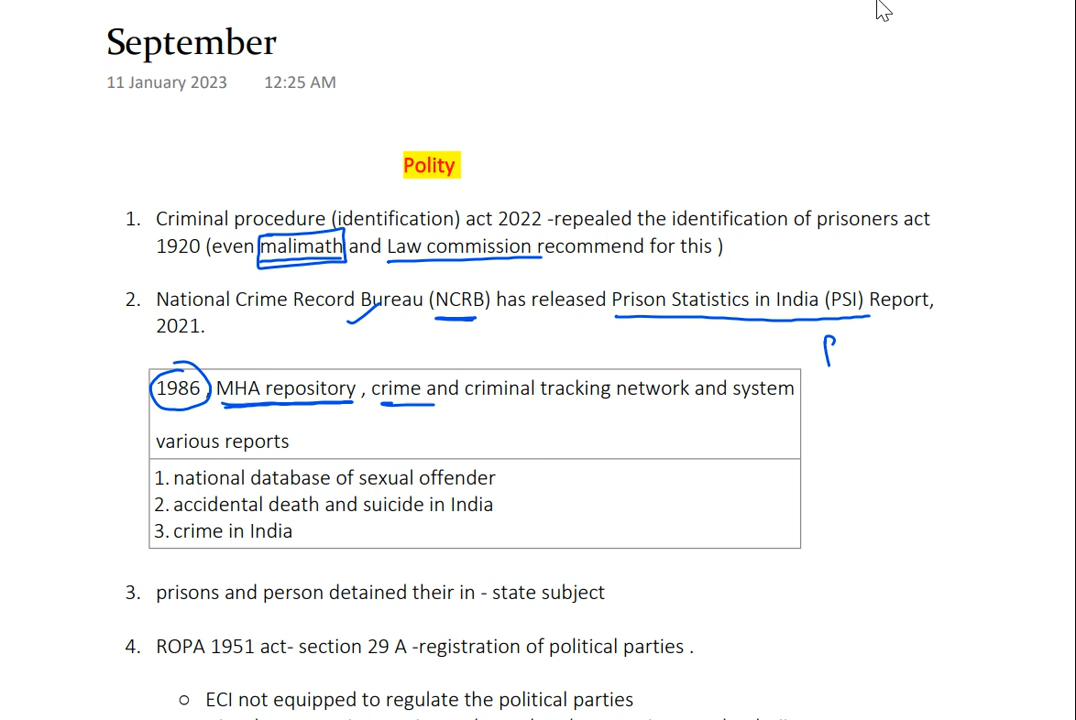 September
11 January 2023 12:25 AM
Polity
1. Criminal procedure (identification) act 2022 -repealed the identification of prisoners act
1920 (even malimath and Law commission recommend for this )
2. National Crime Record Bureau (NCRB) has released Prison Statistics in India (PSI) Report,
2021.
P
1986 , MHA repository , crime and criminal tracking network and system
various reports
1. national database of sexual offender
2. accidental death and suicide in India
3. crime in India
3. prisons and person detained their in - state subject
4. ROPA 1951 act- section 29 A -registration of political parties .
o ECI not equipped to regulate the political parties